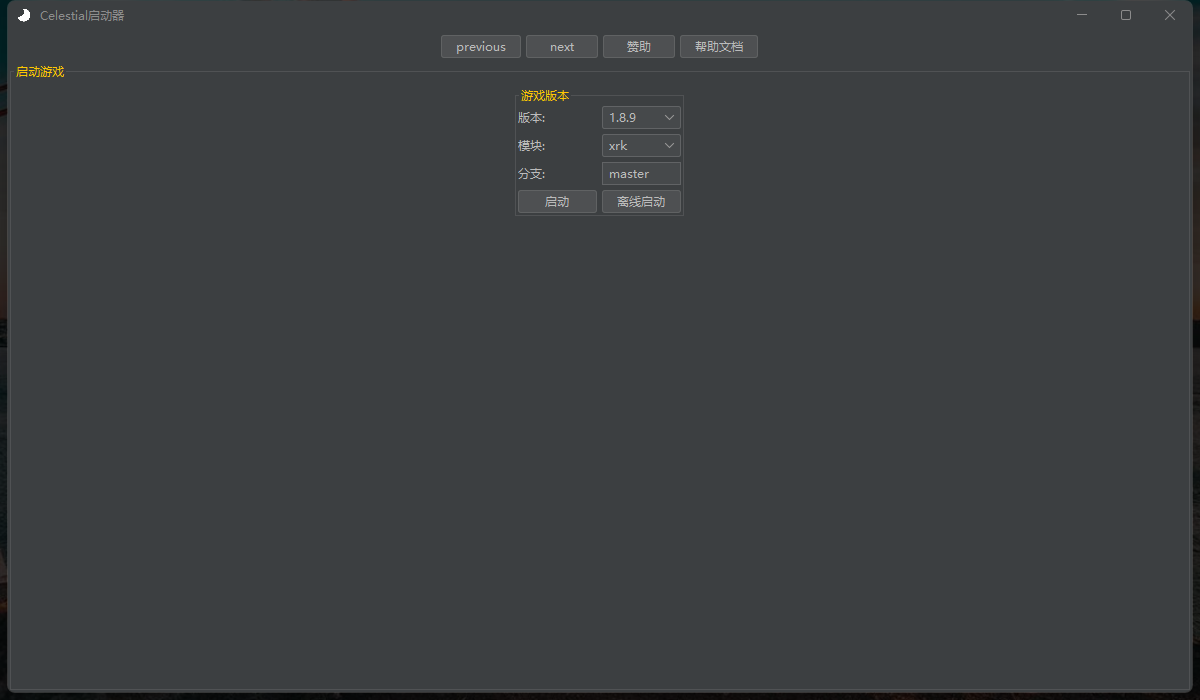 Celestial启动器
previous next 赞助 帮助文档
启动游戏
游戏版本
版本: 1.8.9
模块: xrk
分支: master
启动 离线启动